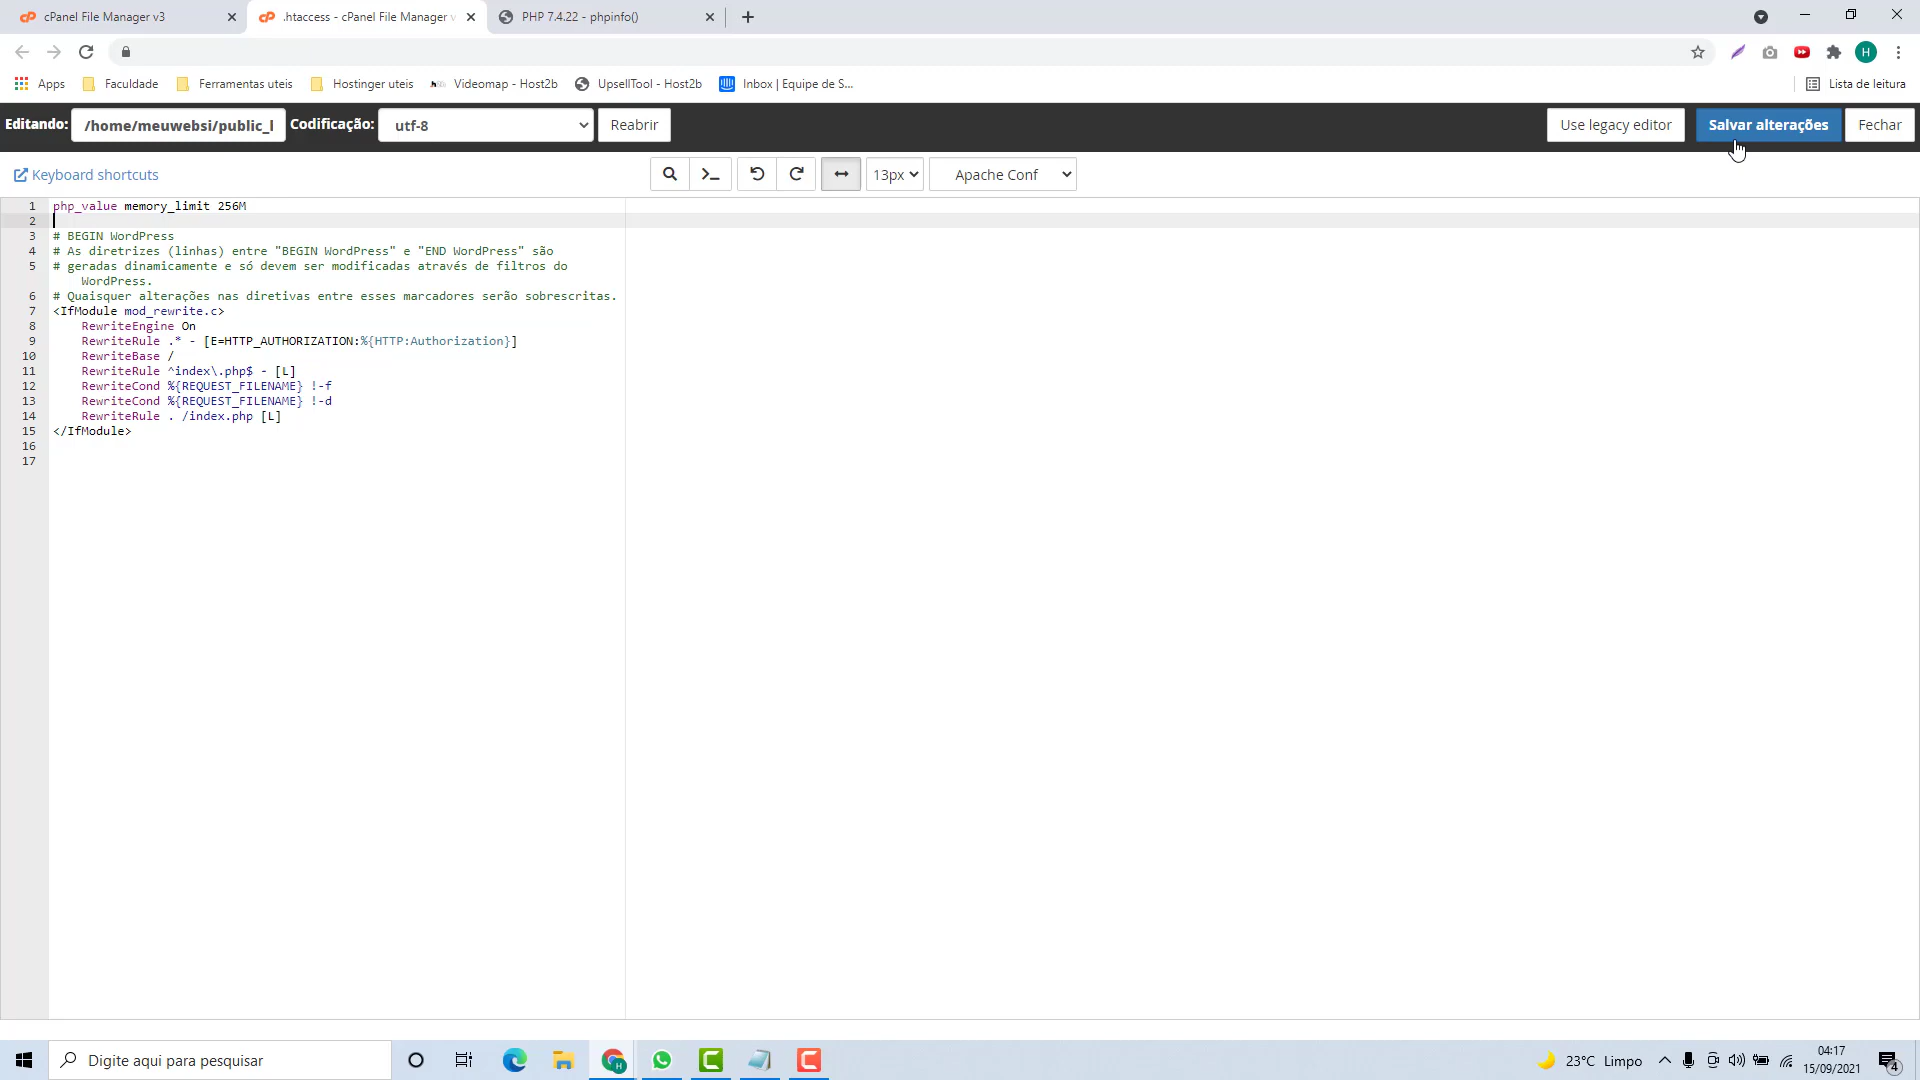 cPanel File Manager v3
.htaccess - cPanel File Manager v
PHP 7.4.22 - phpinfo()
H
Apps
Faculdade
Ferramentas uteis
Hostinger uteis
Videomap - Host2b
UpsellTool - Host2b
Inbox | Equipe de S...
Lista de leitura
Editando: /home/meuwebsi/public_l Codificação: utf-8 Reabrir
Use legacy editor
Salvar alterações
Fechar
Keyboard shortcuts
13px
Apache Conf
1 php_value memory_limit 256M
2
3 # BEGIN WordPress
4 # As diretrizes (linhas) entre "BEGIN WordPress" e "END WordPress" são
5 # geradas dinamicamente e só devem ser modificadas através de filtros do
WordPress.
6 # Quaisquer alterações nas diretivas entre esses marcadores serão sobrescritas.
7 <IfModule mod_rewrite.c>
8 RewriteEngine On
9 RewriteRule .* - [E=HTTP_AUTHORIZATION:%{HTTP:Authorization}]
10 RewriteBase /
11 RewriteRule ^index\.php$ - [L]
12 RewriteCond %{REQUEST_FILENAME} !-f
13 RewriteCond %{REQUEST_FILENAME} !-d
14 RewriteRule . /index.php [L]
15 </IfModule>
16
17
Digite aqui para pesquisar
23°C Limpo
04:17
15/09/2021
4